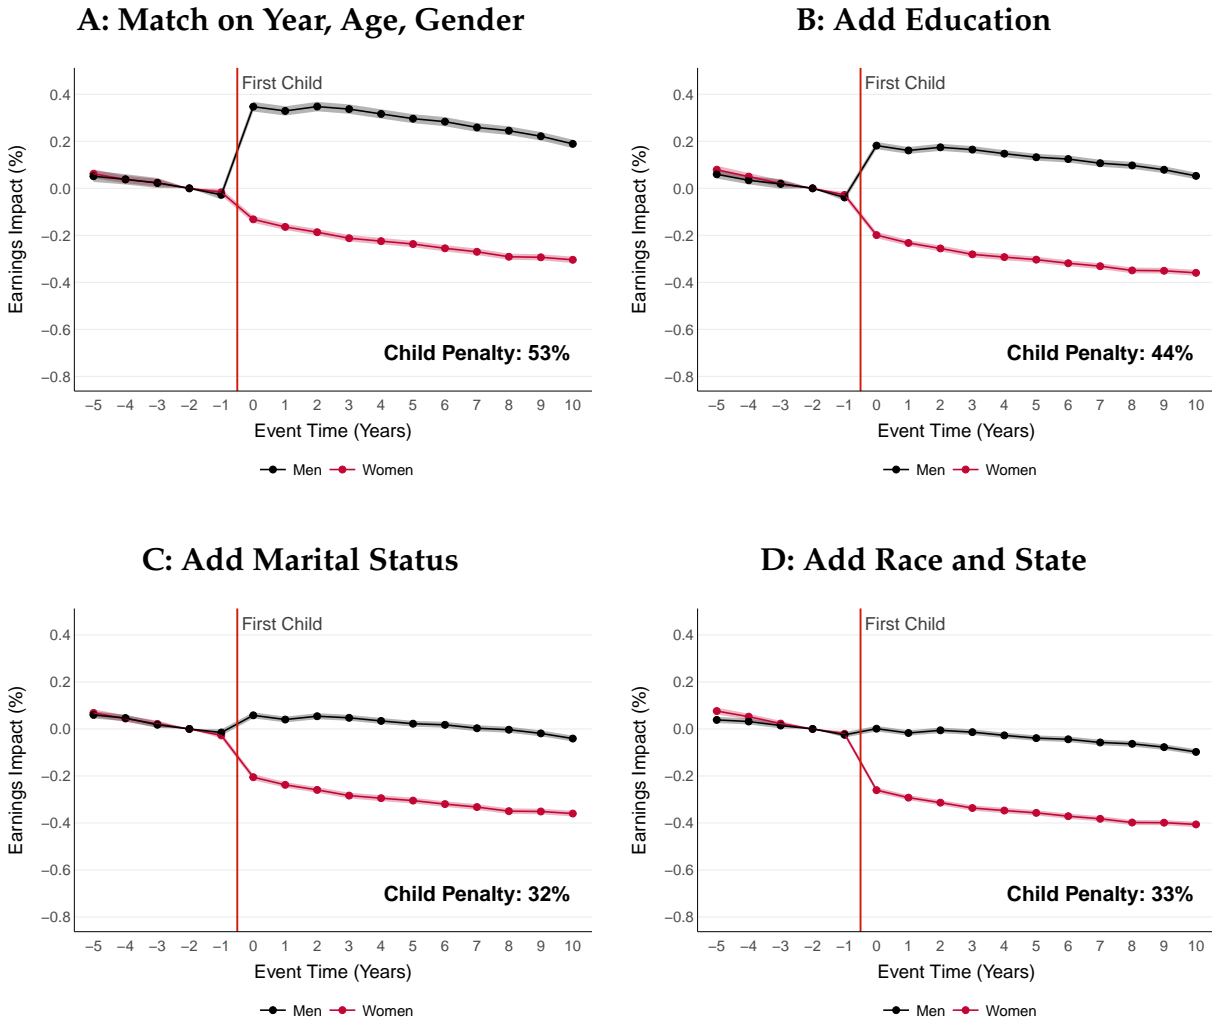 A: Match on Year, Age, Gender
First Child
Earnings Impact (%)
0.4
0.2
0.0
−0.2
−0.4
−0.6
−0.8
Child Penalty: 53%
−5 −4 −3 −2 −1 0 1 2 3 4 5 6 7 8 9 10
Event Time (Years)
Men Women
B: Add Education
First Child
Earnings Impact (%)
0.4
0.2
0.0
−0.2
−0.4
−0.6
−0.8
Child Penalty: 44%
−5 −4 −3 −2 −1 0 1 2 3 4 5 6 7 8 9 10
Event Time (Years)
Men Women
C: Add Marital Status
First Child
Earnings Impact (%)
0.4
0.2
0.0
−0.2
−0.4
−0.6
−0.8
Child Penalty: 32%
−5 −4 −3 −2 −1 0 1 2 3 4 5 6 7 8 9 10
Event Time (Years)
Men Women
D: Add Race and State
First Child
Earnings Impact (%)
0.4
0.2
0.0
−0.2
−0.4
−0.6
−0.8
Child Penalty: 33%
−5 −4 −3 −2 −1 0 1 2 3 4 5 6 7 8 9 10
Event Time (Years)
Men Women